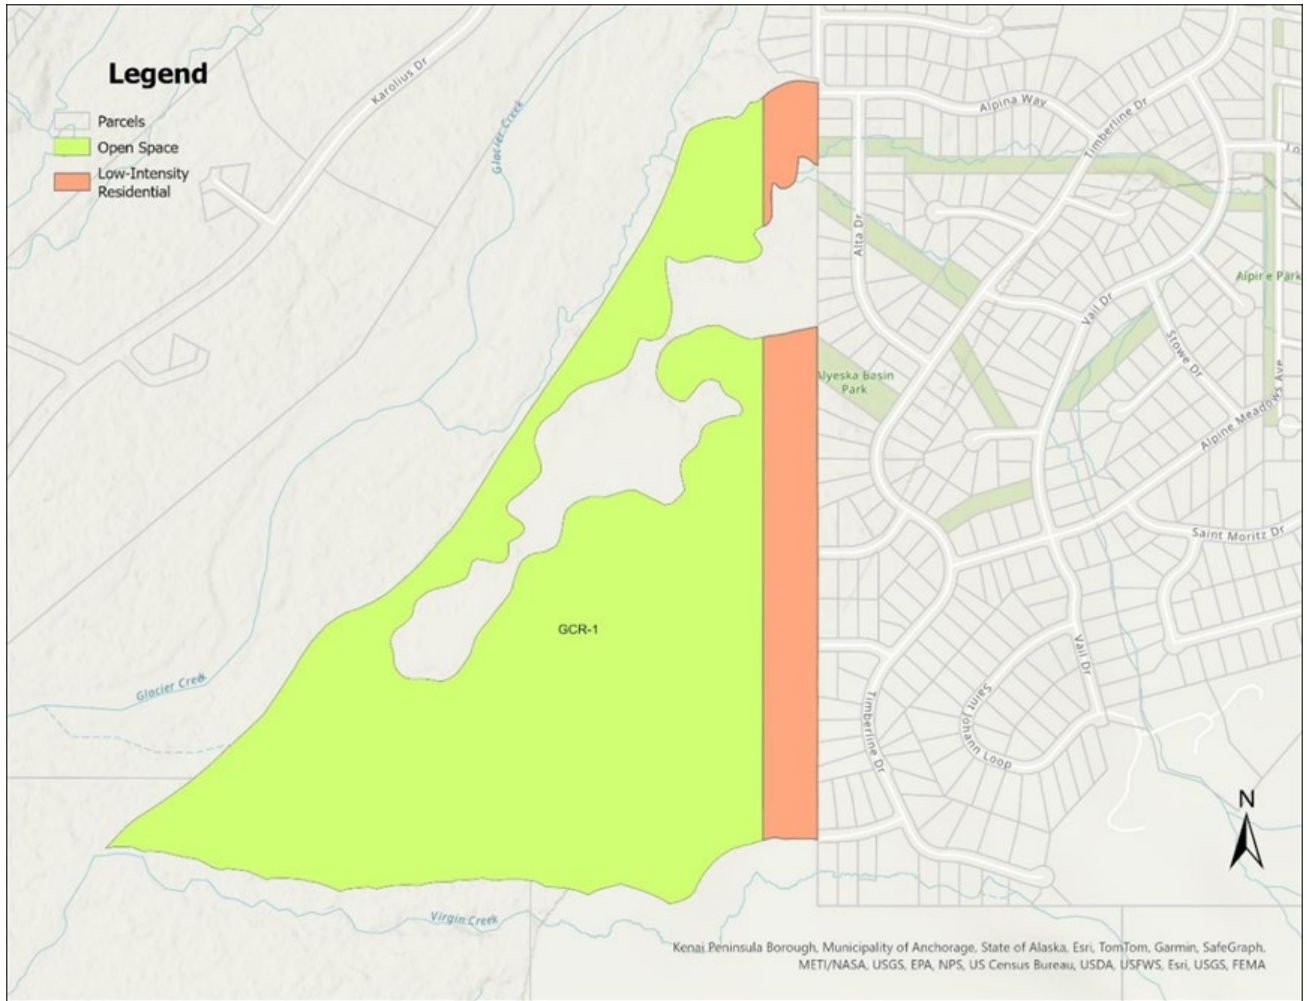 Legend
Parcels
Open Space
Low-Intensity
Residential
Karolius Dr
Glacier Creek
Alpina Way
Timberline Dr
Alta Dr
Alpine Park
Vail Dr
Stowe Dr
Alyeska Basin
Park
Alpine Meadows Ave
Saint Moritz Dr
GCR-1
Vail Dr
Glacier Creek
Saint Johann Loop
Timberline Dr
N
Virgin Creek
Kenai Peninsula Borough, Municipality of Anchorage, State of Alaska, Esri, TomTom, Garmin, SafeGraph,
METI/NASA, USGS, EPA, NPS, US Census Bureau, USDA, USFWS, Esri, USGS, FEMA